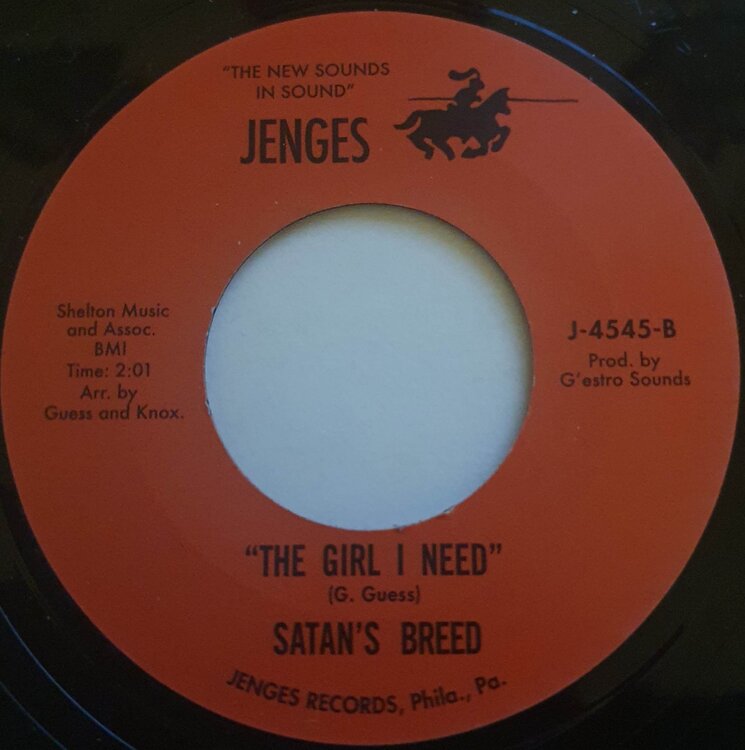 "THE NEW SOUNDS
IN SOUND"
JENGES
Shelton Music
and Assoc.
BMI
Time: 2:01
Arr. by
Guess and Knox.
J-4545-B
Prod. by
G'estro Sounds
"THE GIRL I NEED"
(G. Guess)
SATAN'S BREED
JENGES RECORDS, Phila., Pa.